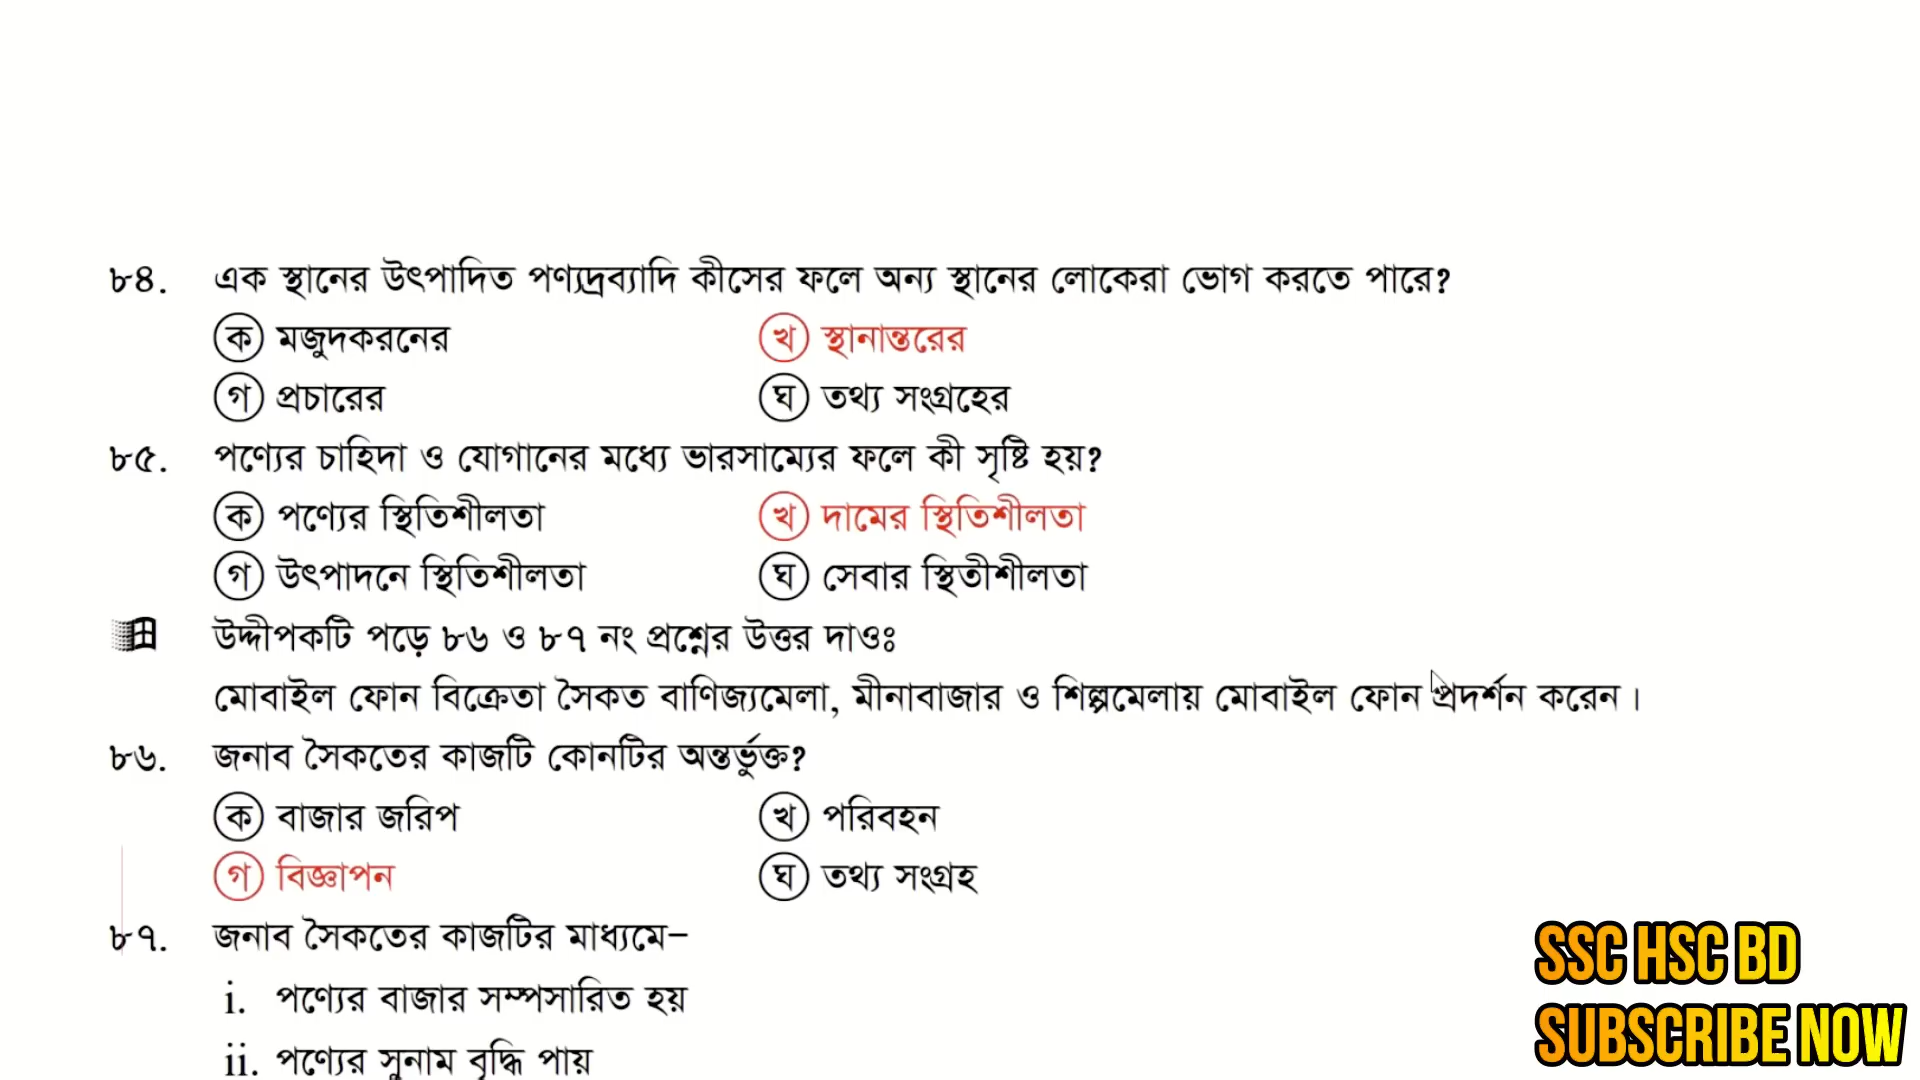 ৮৪. এক স্থানের উৎপাদিত পণ্যদ্রব্যাদি কীসের ফলে অন্য স্থানের লোকেরা ভোগ করতে পারে?
ক মজুদকরনের খ স্থানান্তরের
গ প্রচারের ঘ তথ্য সংগ্রহের
৮৫. পণ্যের চাহিদা ও যোগানের মধ্যে ভারসাম্যের ফলে কী সৃষ্টি হয়?
ক পণ্যের স্থিতিশীলতা খ দামের স্থিতিশীলতা
গ উৎপাদনে স্থিতিশীলতা ঘ সেবার স্থিতীশীলতা
উদ্দীপকটি পড়ে ৮৬ ও ৮৭ নং প্রশ্নের উত্তর দাওঃ
মোবাইল ফোন বিক্রেতা সৈকত বাণিজ্যমেলা, মীনাবাজার ও শিল্পমেলায় মোবাইল ফোন প্রদর্শন করেন।
৮৬. জনাব সৈকতের কাজটি কোনটির অন্তর্ভুক্ত?
ক বাজার জরিপ খ পরিবহন
গ বিজ্ঞাপন ঘ তথ্য সংগ্রহ
৮৭. জনাব সৈকতের কাজটির মাধ্যমে–
i. পণ্যের বাজার সম্পসারিত হয়
ii. পণ্যের সুনাম বৃদ্ধি পায়
SSC HSC BD
SUBSCRIBE NOW